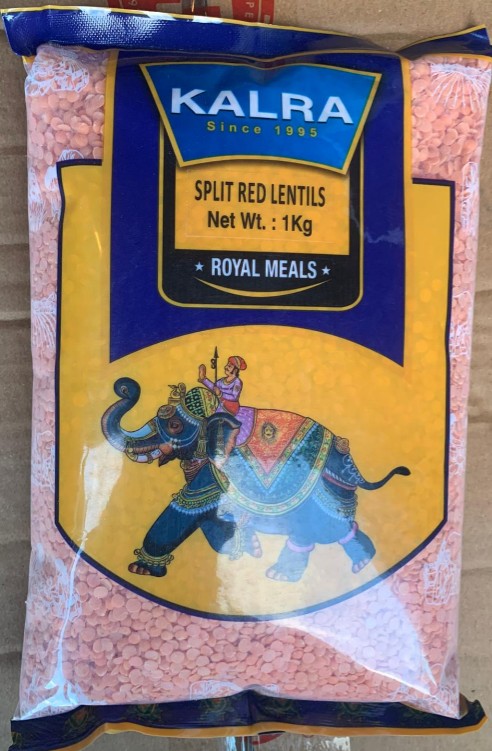 KALRA
Since 1995
SPLIT RED LENTILS
Net Wt. : 1Kg
★ ROYAL MEALS ★